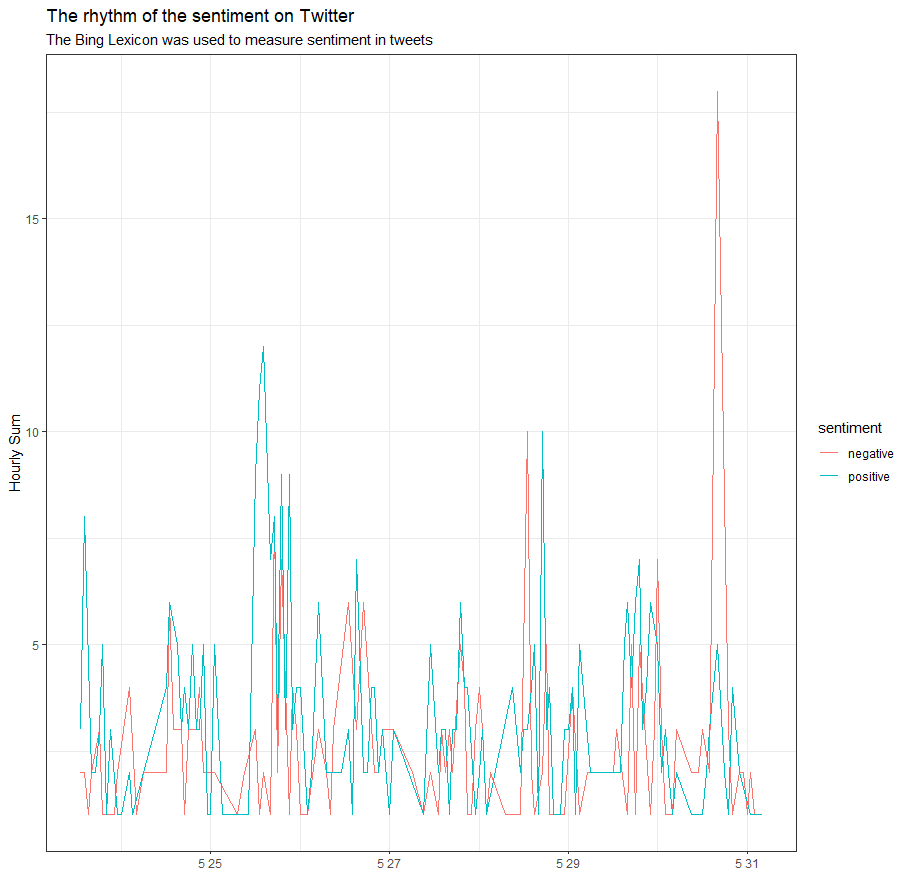 The rhythm of the sentiment on Twitter
The Bing Lexicon was used to measure sentiment in tweets
Hourly Sum
15
10
5
5 25
5 27
5 29
5 31
sentiment
negative
positive